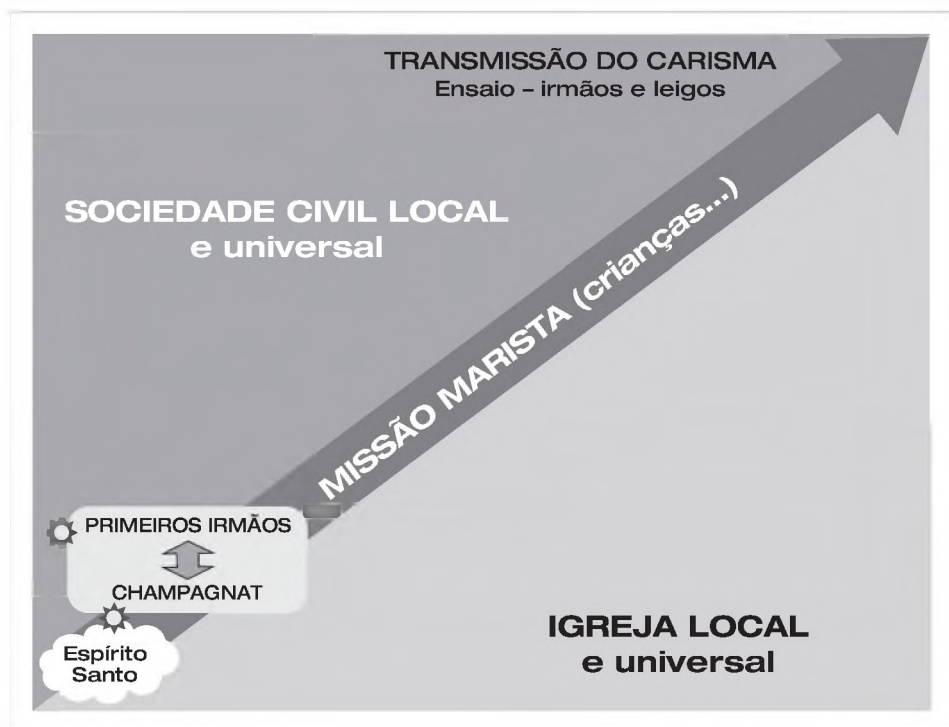 TRANSMISSÃO DO CARISMA
Ensaio – irmãos e leigos
SOCIEDADE CIVIL LOCAL
e universal
MISSÃO MARISTA (crianças...)
PRIMEIROS IRMÃOS
CHAMPAGNAT
Espírito
Santo
IGREJA LOCAL
e universal